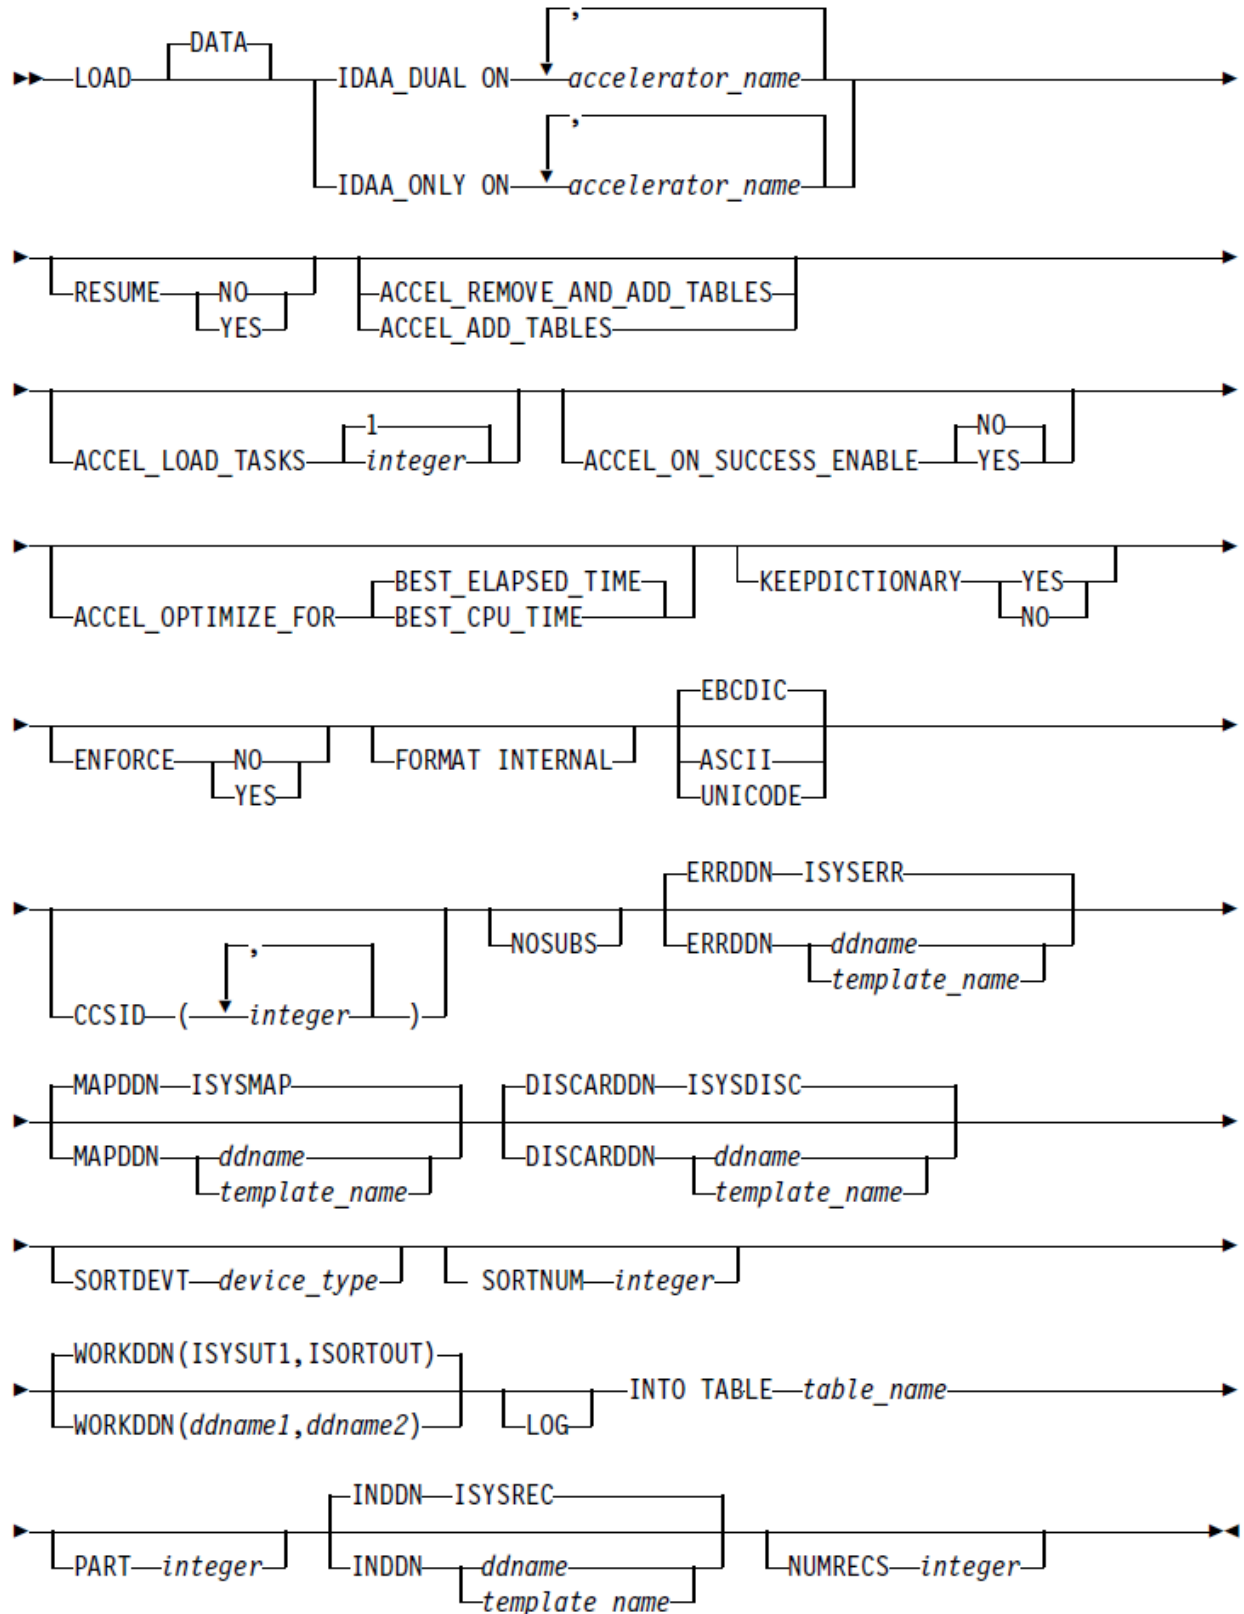 ,
DATA
LOAD IDAA_DUAL ON accelerator_name
,
IDAA_ONLY ON accelerator_name
RESUME NO ACCEL_REMOVE_AND_ADD_TABLES
YES ACCEL_ADD_TABLES
1 NO
ACCEL_LOAD_TASKS integer ACCEL_ON_SUCCESS_ENABLE YES
BEST_ELAPSED_TIME KEEPDICTIONARY YES
ACCEL_OPTIMIZE_FOR BEST_CPU_TIME NO
EBCDIC
ENFORCE NO FORMAT INTERNAL ASCII
YES UNICODE
ERRDDN ISYSERR
, NOSUBS ERRDDN ddname
template_name
CCSID ( integer )
MAPDDN ISYSMAP DISCARDDN ISYSDISC
MAPDDN ddname DISCARDDN ddname
template_name template_name
SORTDEVT device_type SORTNUM integer
WORKDDN(ISYSUT1,ISORTOUT)
INTO TABLE table_name
WORKDDN(ddname1,ddname2) LOG
INDDN ISYSREC
PART integer INDDN ddname NUMRECS integer
template name